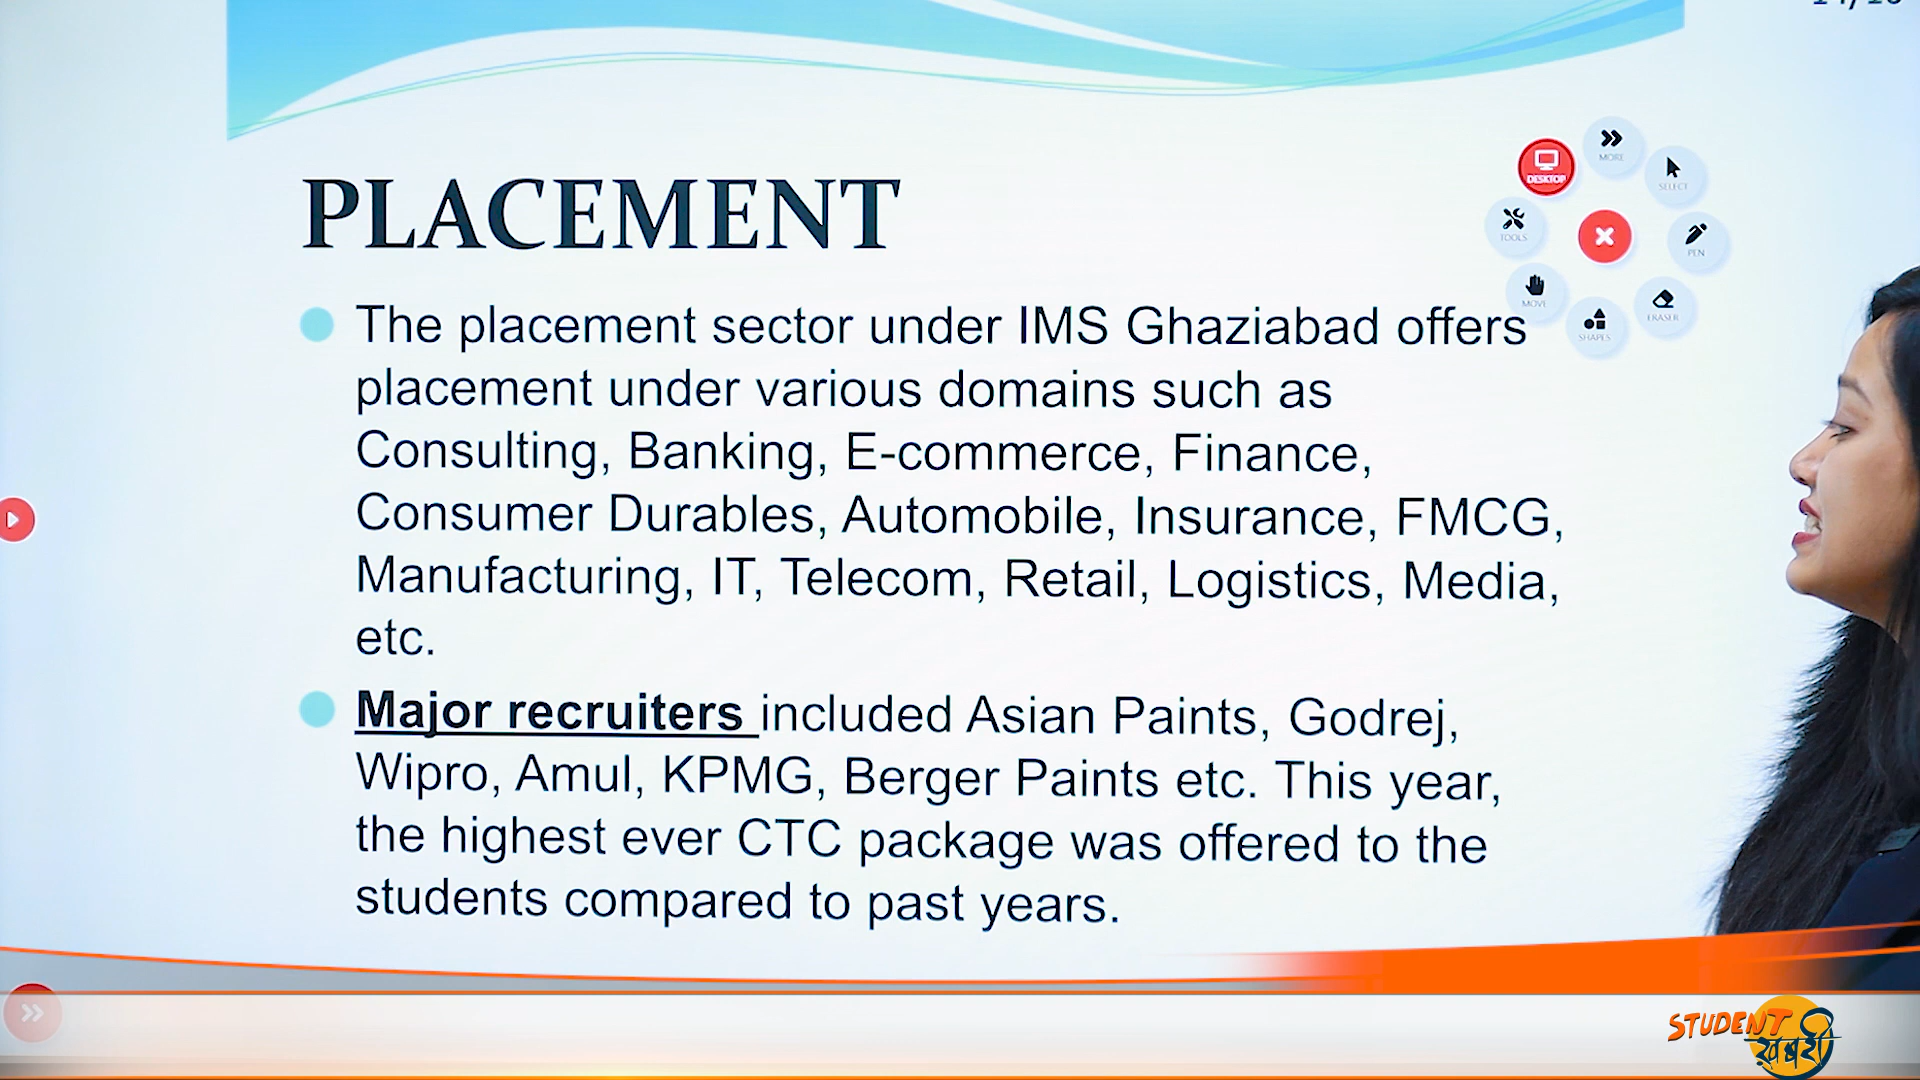 PLACEMENT
The placement sector under IMS Ghaziabad offers
placement under various domains such as
Consulting, Banking, E-commerce, Finance,
Consumer Durables, Automobile, Insurance, FMCG,
Manufacturing, IT, Telecom, Retail, Logistics, Media,
etc.
Major recruiters included Asian Paints, Godrej,
Wipro, Amul, KPMG, Berger Paints etc. This year,
the highest ever CTC package was offered to the
students compared to past years.
MORE
DESKTOP
SELECT
TOOLS
PEN
MOVE
ERASER
SHAPES
STUDENT
ख़बरी